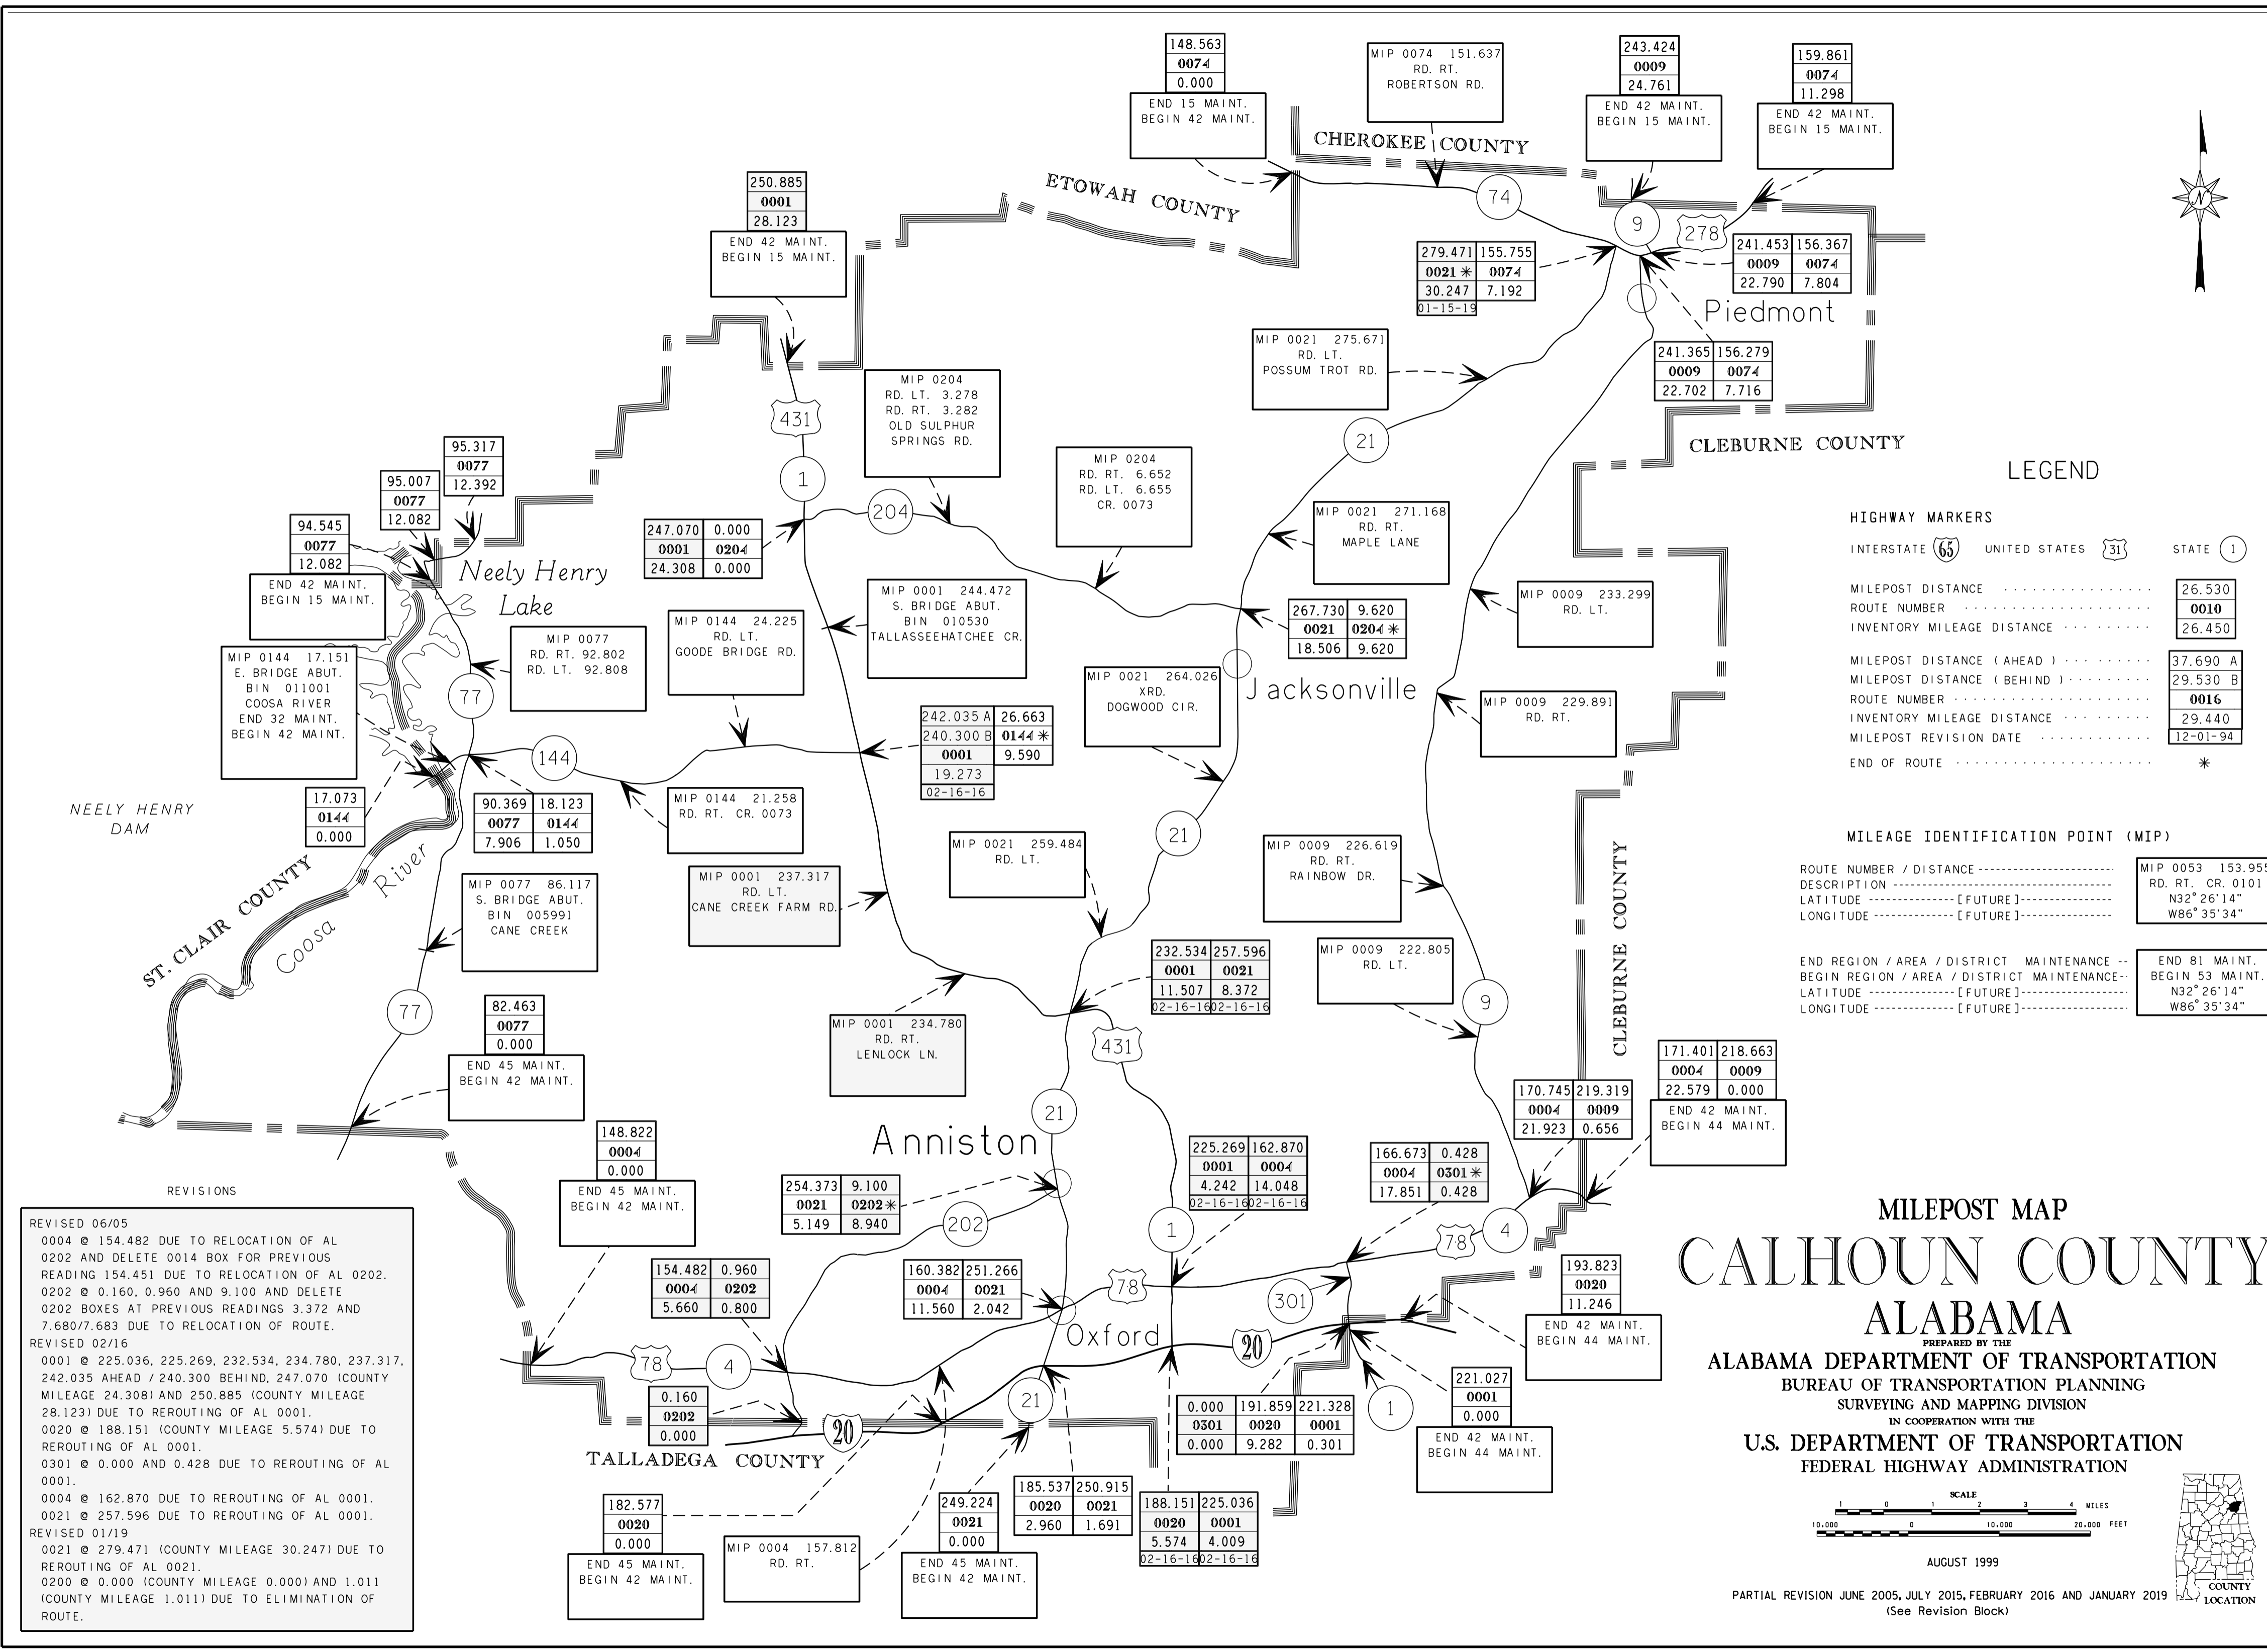 148.563
0074
0.000
END 15 MAINT.
BEGIN 42 MAINT.
MIP 0074 151.637
RD. RT.
ROBERTSON RD.
243.424
0009
24.761
END 42 MAINT.
BEGIN 15 MAINT.
159.861
0074
11.298
END 42 MAINT.
BEGIN 15 MAINT.
CHEROKEE COUNTY
ETOWAH COUNTY
74
9
278
N
250.885
0001
28.123
END 42 MAINT.
BEGIN 15 MAINT.
279.471 155.755
0021 * 0074
30.247 7.192
01-15-19
241.453 156.367
0009 0074
22.790 7.804
Piedmont
241.365 156.279
0009 0074
22.702 7.716
MIP 0021 275.671
RD. LT.
POSSUM TROT RD.
CLEBURNE COUNTY
431
1
21
204
MIP 0204
RD. LT. 3.278
RD. RT. 3.282
OLD SULPHUR
SPRINGS RD.
MIP 0204
RD. RT. 6.652
RD. LT. 6.655
CR. 0073
95.317
0077
12.392
95.007
0077
12.082
94.545
0077
12.082
END 42 MAINT.
BEGIN 15 MAINT.
Neely Henry
Lake
247.070 0.000
0001 0204
24.308 0.000
MIP 0021 271.168
RD. RT.
MAPLE LANE
MIP 0001 244.472
S. BRIDGE ABUT.
BIN 010530
TALLASSEEHATCHEE CR.
267.730 9.620
0021 0204 *
18.506 9.620
MIP 0009 233.299
RD. LT.
MIP 0144 24.225
RD. LT.
GOODE BRIDGE RD.
MIP 0077
RD. RT. 92.802
RD. LT. 92.808
MIP 0144 17.151
E. BRIDGE ABUT.
BIN 011001
COOSA RIVER
END 32 MAINT.
BEGIN 42 MAINT.
77
MIP 0021 264.026
XRD.
DOGWOOD CIR.
Jacksonville
MIP 0009 229.891
RD. RT.
242.035 A 26.663
240.300 B 0144 *
0001 9.590
19.273
02-16-16
144
NEELY HENRY
DAM
17.073
0144
0.000
90.369 18.123
0077 0144
7.906 1.050
MIP 0144 21.258
RD. RT. CR. 0073
21
MIP 0021 259.484
RD. LT.
MIP 0009 226.619
RD. RT.
RAINBOW DR.
MIP 0001 237.317
RD. LT.
CANE CREEK FARM RD.
MIP 0077 86.117
S. BRIDGE ABUT.
BIN 005991
CANE CREEK
ST. CLAIR COUNTY
Coosa River
CLEBURNE COUNTY
77
232.534 257.596
0001 0021
11.507 8.372
02-16-16 02-16-16
MIP 0009 222.805
RD. LT.
9
82.463
0077
0.000
END 45 MAINT.
BEGIN 42 MAINT.
MIP 0001 234.780
RD. RT.
LENLOCK LN.
431
21
171.401 218.663
0004 0009
22.579 0.000
END 42 MAINT.
BEGIN 44 MAINT.
170.745 219.319
0004 0009
21.923 0.656
Anniston
148.822
0004
0.000
END 45 MAINT.
BEGIN 42 MAINT.
254.373 9.100
0021 0202 *
5.149 8.940
225.269 162.870
0001 0004
4.242 14.048
02-16-16 02-16-16
166.673 0.428
0004 0301 *
17.851 0.428
202
1
78
4
154.482 0.960
0004 0202
5.660 0.800
160.382 251.266
0004 0021
11.560 2.042
78
301
193.823
0020
11.246
END 42 MAINT.
BEGIN 44 MAINT.
Oxford
20
78
4
0.160
0202
0.000
20
21
0.000 191.859 221.328
0301 0020 0001
0.000 9.282 0.301
1
221.027
0001
0.000
END 42 MAINT.
BEGIN 44 MAINT.
TALLADEGA COUNTY
182.577
0020
0.000
END 45 MAINT.
BEGIN 42 MAINT.
MIP 0004 157.812
RD. RT.
249.224
0021
0.000
END 45 MAINT.
BEGIN 42 MAINT.
185.537 250.915
0020 0021
2.960 1.691
188.151 225.036
0020 0001
5.574 4.009
02-16-16 02-16-16
REVISIONS
REVISED 06/05
0004 @ 154.482 DUE TO RELOCATION OF AL
0202 AND DELETE 0014 BOX FOR PREVIOUS
READING 154.451 DUE TO RELOCATION OF AL 0202.
0202 @ 0.160, 0.960 AND 9.100 AND DELETE
0202 BOXES AT PREVIOUS READINGS 3.372 AND
7.680/7.683 DUE TO RELOCATION OF ROUTE.
REVISED 02/16
0001 @ 225.036, 225.269, 232.534, 234.780, 237.317,
242.035 AHEAD / 240.300 BEHIND, 247.070 (COUNTY
MILEAGE 24.308) AND 250.885 (COUNTY MILEAGE
28.123) DUE TO REROUTING OF AL 0001.
0020 @ 188.151 (COUNTY MILEAGE 5.574) DUE TO
REROUTING OF AL 0001.
0301 @ 0.000 AND 0.428 DUE TO REROUTING OF AL
0001.
0004 @ 162.870 DUE TO REROUTING OF AL 0001.
0021 @ 257.596 DUE TO REROUTING OF AL 0001.
REVISED 01/19
0021 @ 279.471 (COUNTY MILEAGE 30.247) DUE TO
REROUTING OF AL 0021.
0200 @ 0.000 (COUNTY MILEAGE 0.000) AND 1.011
(COUNTY MILEAGE 1.011) DUE TO ELIMINATION OF
ROUTE.
LEGEND
HIGHWAY MARKERS
INTERSTATE 65 UNITED STATES 31 STATE 1
MILEPOST DISTANCE 26.530
ROUTE NUMBER 0010
INVENTORY MILEAGE DISTANCE 26.450
MILEPOST DISTANCE (AHEAD) 37.690 A
MILEPOST DISTANCE (BEHIND) 29.530 B
ROUTE NUMBER 0016
INVENTORY MILEAGE DISTANCE 29.440
MILEPOST REVISION DATE 12-01-94
END OF ROUTE *
MILEAGE IDENTIFICATION POINT (MIP)
ROUTE NUMBER / DISTANCE MIP 0053 153.955
DESCRIPTION RD. RT. CR. 0101
LATITUDE [FUTURE] N32° 26'14"
LONGITUDE [FUTURE] W86° 35'34"
END REGION / AREA / DISTRICT MAINTENANCE END 81 MAINT.
BEGIN REGION / AREA / DISTRICT MAINTENANCE BEGIN 53 MAINT.
LATITUDE [FUTURE] N32° 26'14"
LONGITUDE [FUTURE] W86° 35'34"
MILEPOST MAP
CALHOUN COUNTY
ALABAMA
PREPARED BY THE
ALABAMA DEPARTMENT OF TRANSPORTATION
BUREAU OF TRANSPORTATION PLANNING
SURVEYING AND MAPPING DIVISION
IN COOPERATION WITH THE
U.S. DEPARTMENT OF TRANSPORTATION
FEDERAL HIGHWAY ADMINISTRATION
SCALE
1 0 1 2 3 4 MILES
10,000 0 10,000 20,000 FEET
AUGUST 1999
PARTIAL REVISION JUNE 2005, JULY 2015, FEBRUARY 2016 AND JANUARY 2019
(See Revision Block)
COUNTY
LOCATION